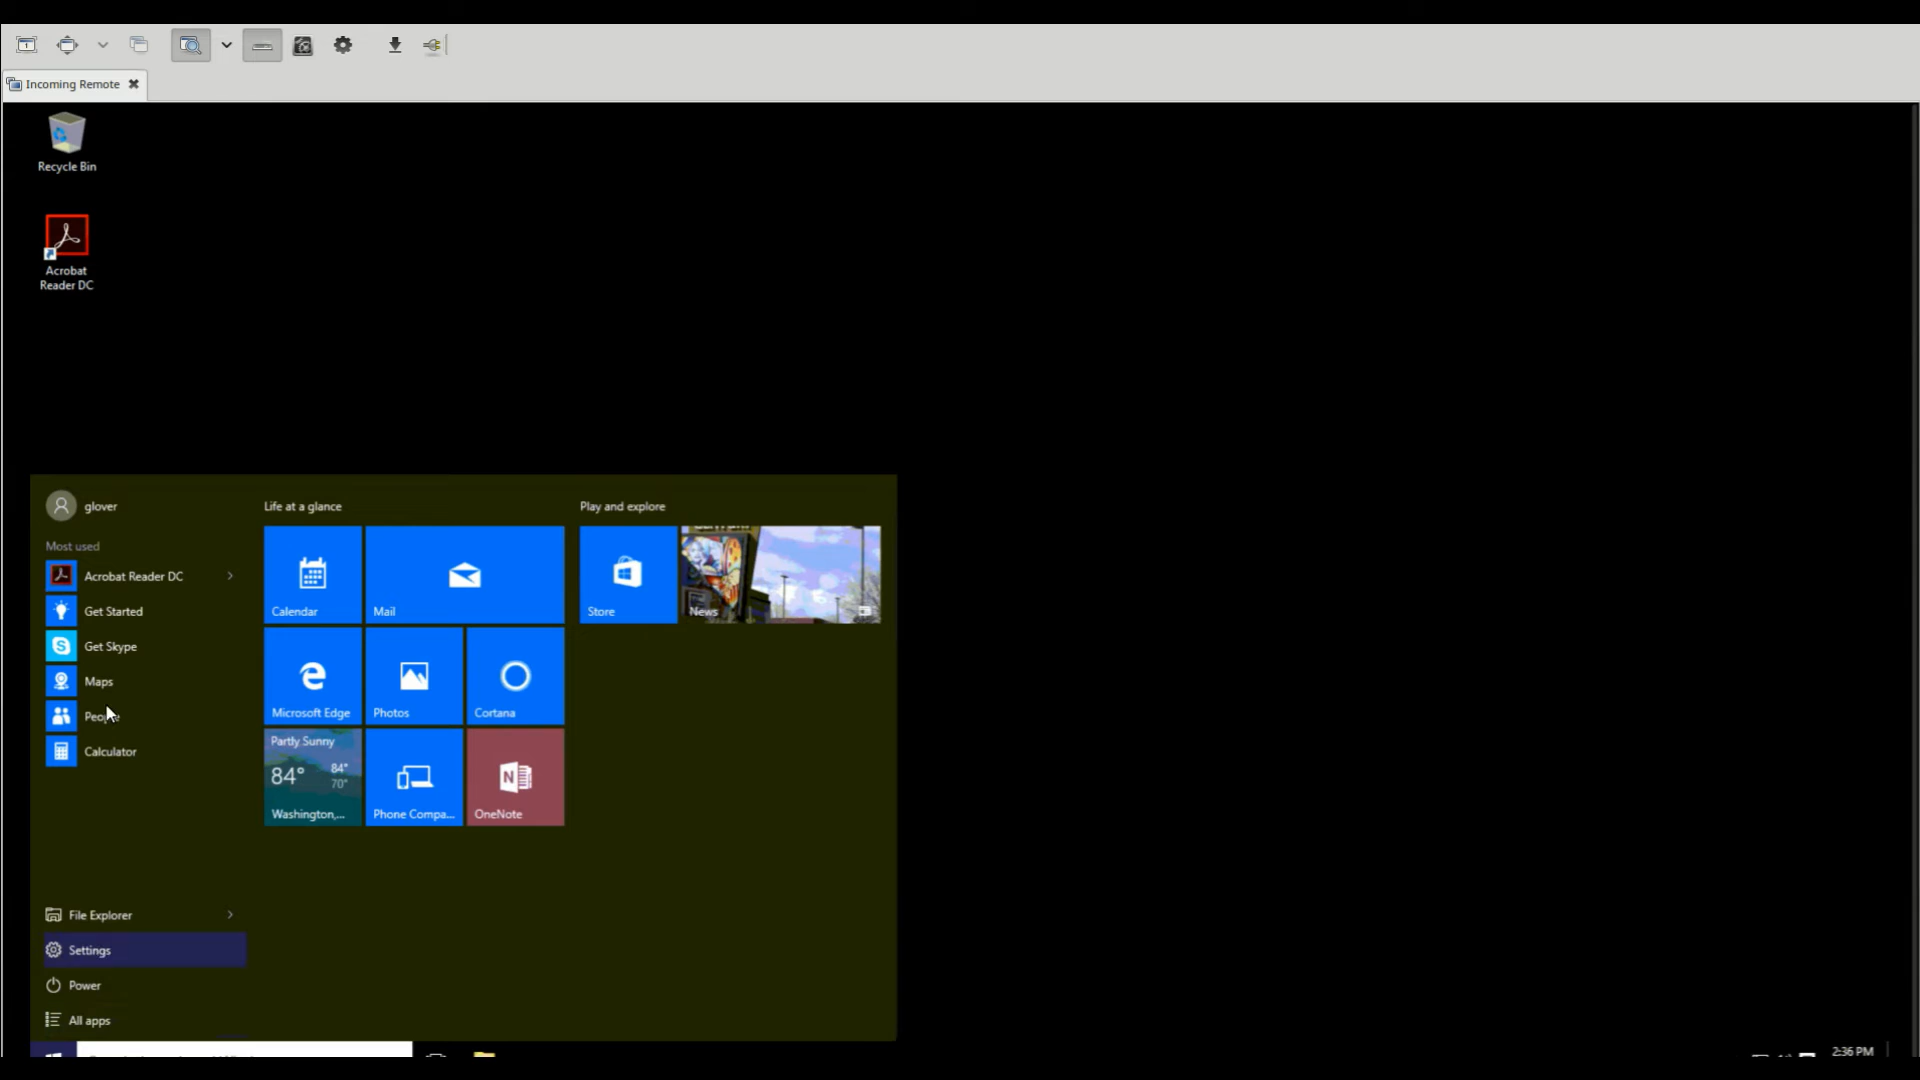 Incoming Remote
Recycle Bin
Acrobat
Reader DC
glover
Life at a glance
Play and explore
Most used
Acrobat Reader DC
Get Started
Get Skype
Maps
People
Calculator
Calendar
Mail
Store
News
Microsoft Edge
Photos
Cortana
Partly Sunny
84°
84°
70°
Washington,...
Phone Compa...
OneNote
File Explorer
Settings
Power
All apps
2:36 PM